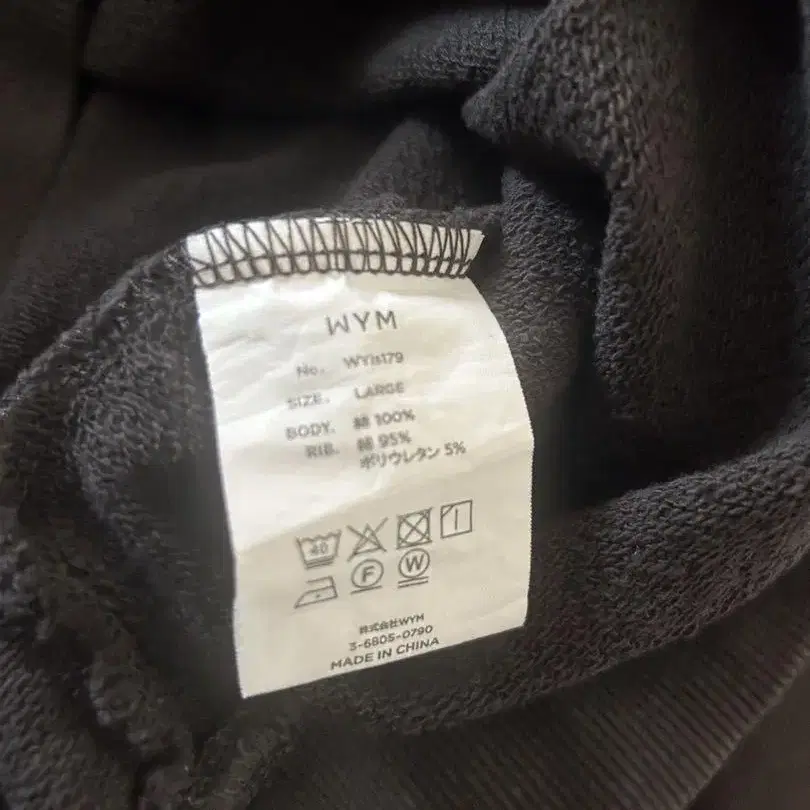 WYM
No. WYIs179
SIZE. LARGE
BODY. 綿 100%
RIB. 綿 95%
ポリウレタン 5%
40
F W
株式会社WYM
3-6805-0790
MADE IN CHINA